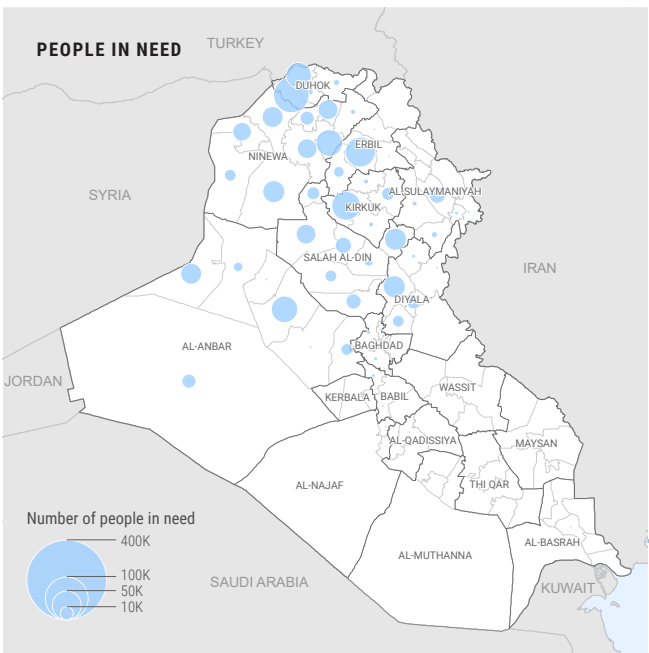 PEOPLE IN NEED
TURKEY
DUHOK
ERBIL
NINEWA
AL-SULAYMANIYAH
SYRIA
KIRKUK
SALAH AL-DIN
IRAN
DIYALA
AL-ANBAR
BAGHDAD
JORDAN
KERBALA
BABIL
WASSIT
AL-QADISSIYA
MAYSAN
AL-NAJAF
THI QAR
Number of people in need
400K
100K
50K
10K
AL-BASRAH
AL-MUTHANNA
SAUDI ARABIA
KUWAIT